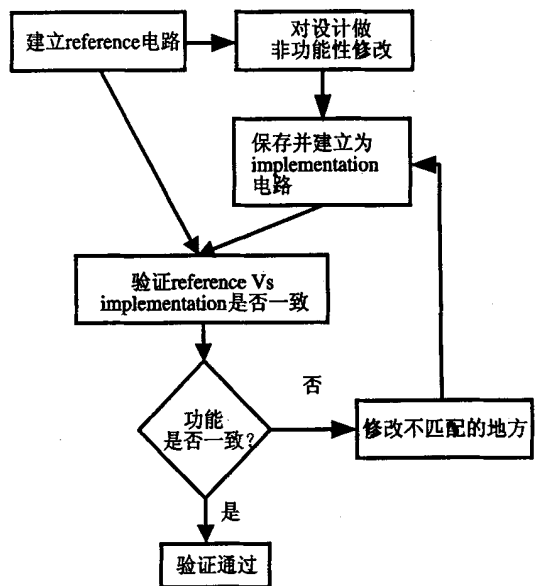 建立reference电路
对设计做
非功能性修改
保存并建立为
implementation
电路
验证reference Vs
implementation是否一致
功能
是否一致?
否
修改不匹配的地方
是
验证通过